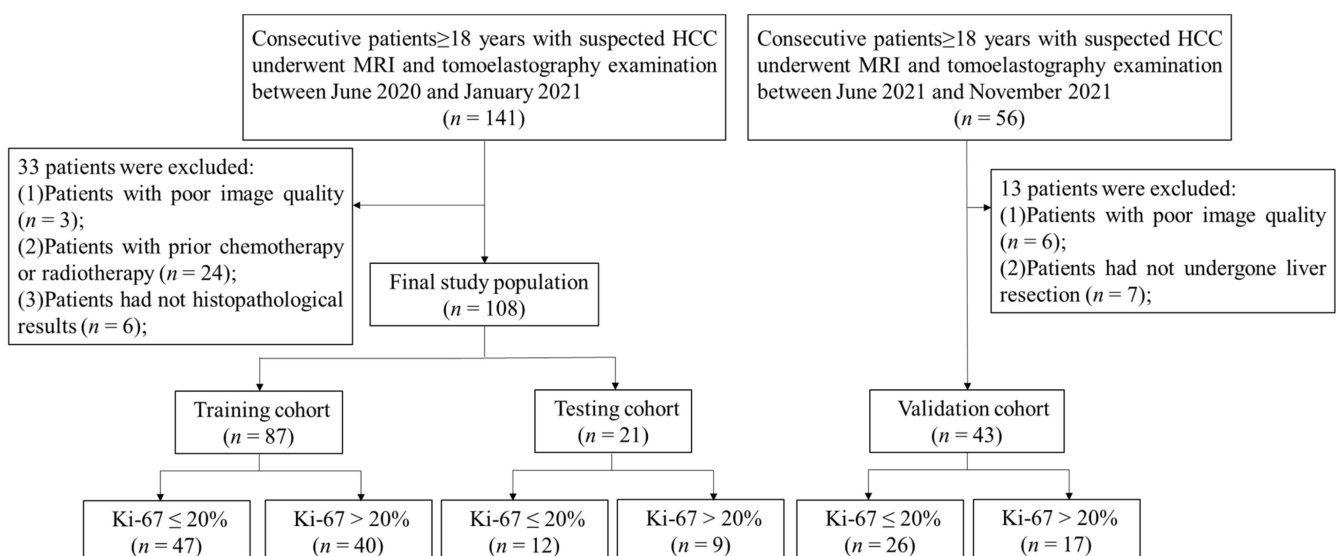 Consecutive patients≥18 years with suspected HCC
underwent MRI and tomoelastography examination
between June 2020 and January 2021
(n = 141)
Consecutive patients≥18 years with suspected HCC
underwent MRI and tomoelastography examination
between June 2021 and November 2021
(n = 56)
33 patients were excluded:
(1)Patients with poor image quality
(n = 3);
(2)Patients with prior chemotherapy
or radiotherapy (n = 24);
(3)Patients had not histopathological
results (n = 6);
13 patients were excluded:
(1)Patients with poor image quality
(n = 6);
(2)Patients had not undergone liver
resection (n = 7);
Final study population
(n = 108)
Training cohort
(n = 87)
Testing cohort
(n = 21)
Validation cohort
(n = 43)
Ki-67 ≤ 20%
(n = 47)
Ki-67 > 20%
(n = 40)
Ki-67 ≤ 20%
(n = 12)
Ki-67 > 20%
(n = 9)
Ki-67 ≤ 20%
(n = 26)
Ki-67 > 20%
(n = 17)